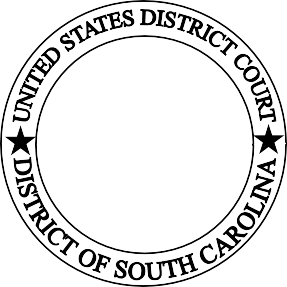 UNITED STATES DISTRICT COURT
DISTRICT OF SOUTH CAROLINA